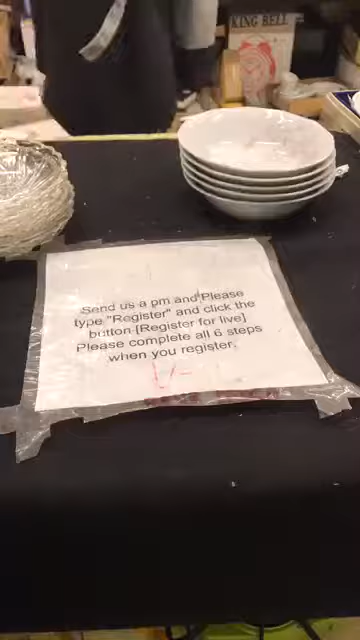 KING BELL
Send us a pm and Please
type "Register" and click the
button [Register for live]
Please complete all 6 steps
when you register.